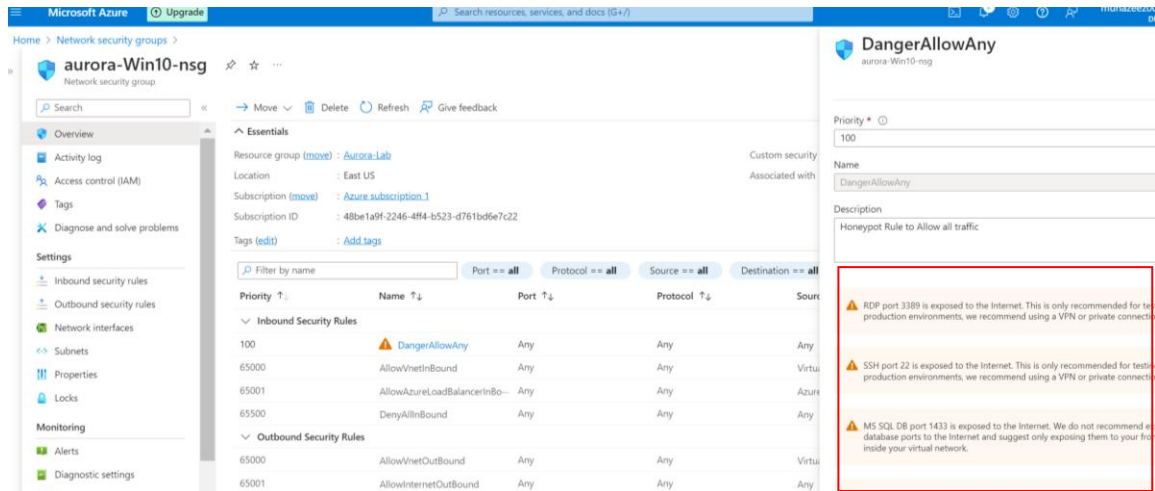 Microsoft Azure
Upgrade
Search resources, services, and docs (G+/)
Home > Network security groups >
aurora-Win10-nsg
Network security group
Search
Overview
Activity log
Access control (IAM)
Tags
Diagnose and solve problems
Settings
Inbound security rules
Outbound security rules
Network interfaces
Subnets
Properties
Locks
Monitoring
Alerts
Diagnostic settings
Move Delete Refresh Give feedback
Essentials
Resource group (move) : Aurora-Lab
Location : East US
Subscription (move) : Azure subscription 1
Subscription ID : 48be1a9f-2246-4ff4-b523-d761bd6e7c22
Tags (edit) : Add tags
Custom security
Associated with
Filter by name
Port == all Protocol == all Source == all Destination == all
Priority Name Port Protocol Sourc
Inbound Security Rules
100 DangerAllowAny Any Any Any
65000 AllowVnetInBound Any Any Virtu
65001 AllowAzureLoadBalancerInBo... Any Any Azure
65500 DenyAllInBound Any Any Any
Outbound Security Rules
65000 AllowVnetOutBound Any Any Virtu
65001 AllowInternetOutBound Any Any Any
DangerAllowAny
aurora-Win10-nsg
Priority *
100
Name
DangerAllowAny
Description
Honeypot Rule to Allow all traffic
RDP port 3389 is exposed to the Internet. This is only recommended for te
production environments, we recommend using a VPN or private connecti
SSH port 22 is exposed to the Internet. This is only recommended for testin
production environments, we recommend using a VPN or private connecti
MS SQL DB port 1433 is exposed to the Internet. We do not recommend e
database ports to the Internet and suggest only exposing them to your fro
inside your virtual network.